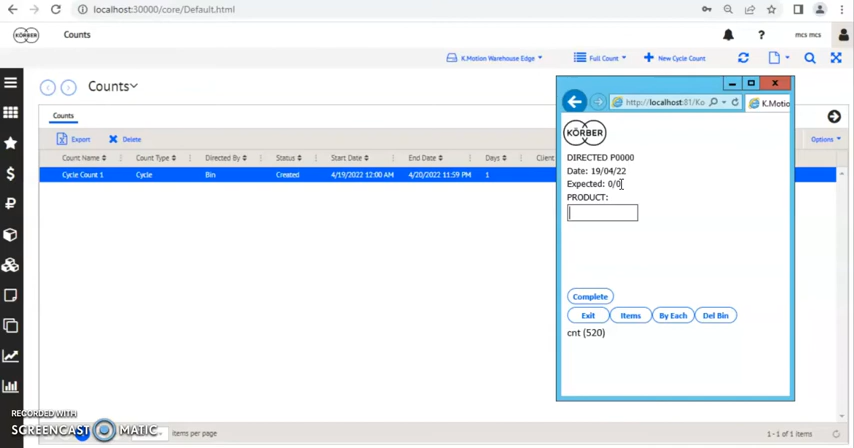 localhost:30000/core/Default.html
KÖRBER Counts ? mcs mcs
K.Motion Warehouse Edge Full Count New Cycle Count
Counts
Counts
Export Delete Options
Count Name Count Type Directed By Status Start Date End Date Days Client
Cycle Count 1 Cycle Bin Created 4/19/2022 12:00 AM 4/20/2022 11:59 PM 1
http://localhost:81/Ko K.Motio
KÖRBER
DIRECTED P0000
Date: 19/04/22
Expected: 0/0
PRODUCT:
Complete
Exit Items By Each Del Bin
cnt (520)
RECORDED WITH
SCREENCAST MATIC
items per page
1-1 of 1 items